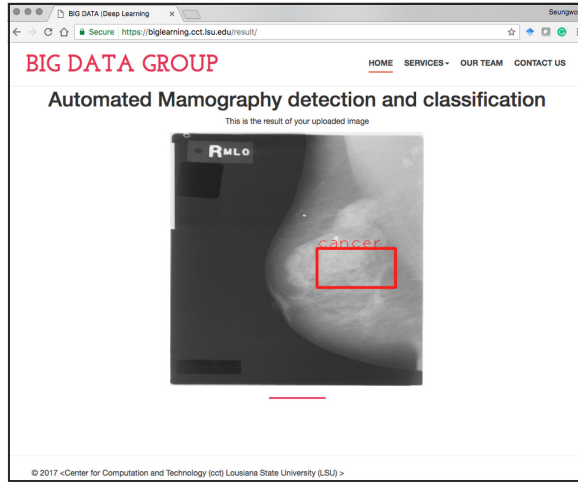 BIG DATA |Deep Learning
Seungwo
Secure https://biglearning.cct.lsu.edu/result/
BIG DATA GROUP
HOME SERVICES OUR TEAM CONTACT US
Automated Mamography detection and classification
This is the result of your uploaded image
RMLO
cancer
© 2017 <Center for Computation and Technology (cct) Lousiana State University (LSU) >